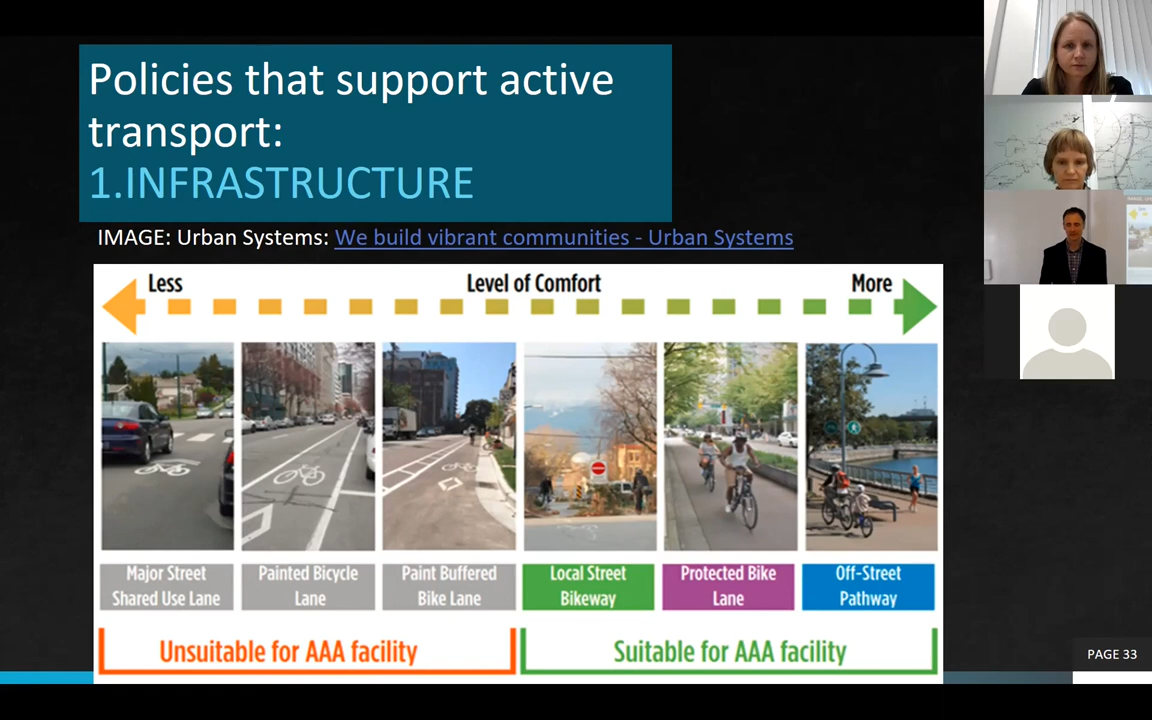 Policies that support active
transport:
1.INFRASTRUCTURE
IMAGE: Urban Systems: We build vibrant communities - Urban Systems
Less
Level of Comfort
More
Major Street
Shared Use Lane
Painted Bicycle
Lane
Paint Buffered
Bike Lane
Local Street
Bikeway
Protected Bike
Lane
Off-Street
Pathway
Unsuitable for AAA facility
Suitable for AAA facility
PAGE 33